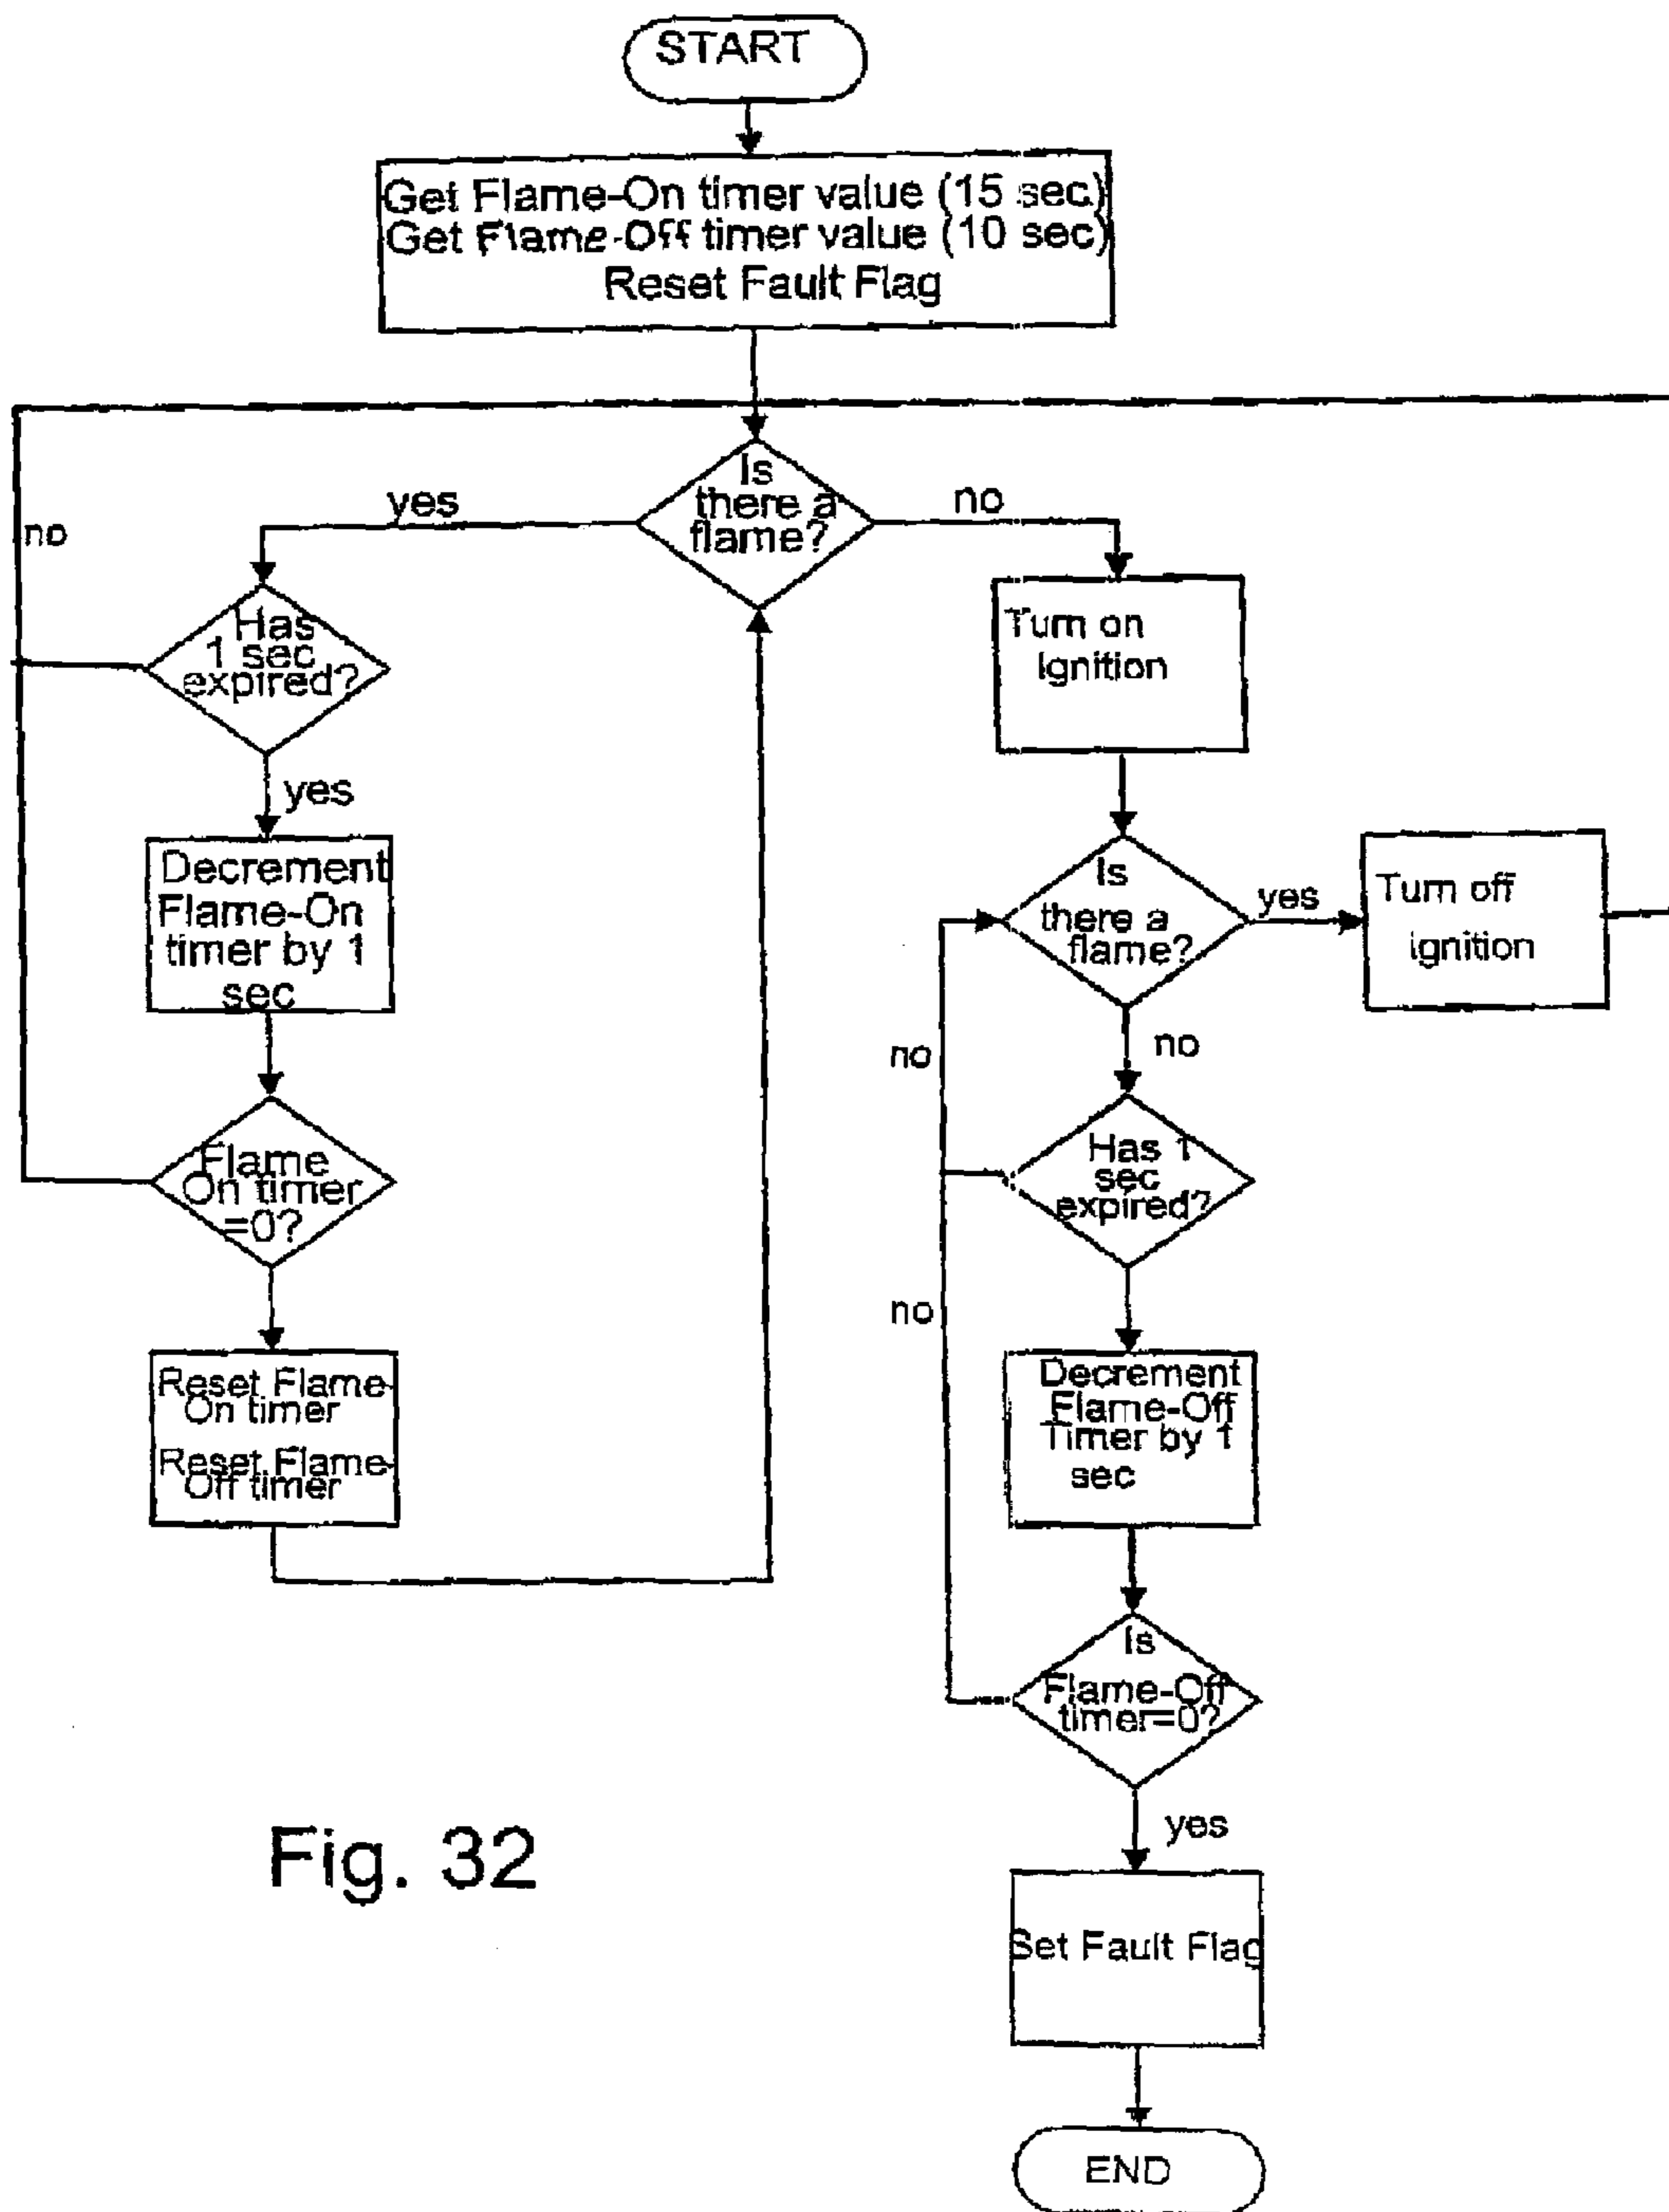 START
Get Flame-On timer value (15 sec)
Get Flame-Off timer value (10 sec)
Reset Fault Flag
Is
there a
flame?
yes
no
no
Has
1 sec
expired?
yes
Decrement
Flame-On
timer by 1
sec
Flame
On timer
=0?
Reset Flame-
On timer
Reset Flame-
Off timer
Turn on
Ignition
Is
there a
flame?
yes
Turn off
ignition
no
no
Has 1
sec
expired?
no
Decrement
Flame-Off
Timer by 1
sec
Is
Flame-Off
timer=0?
yes
Set Fault Flag
END
Fig. 32